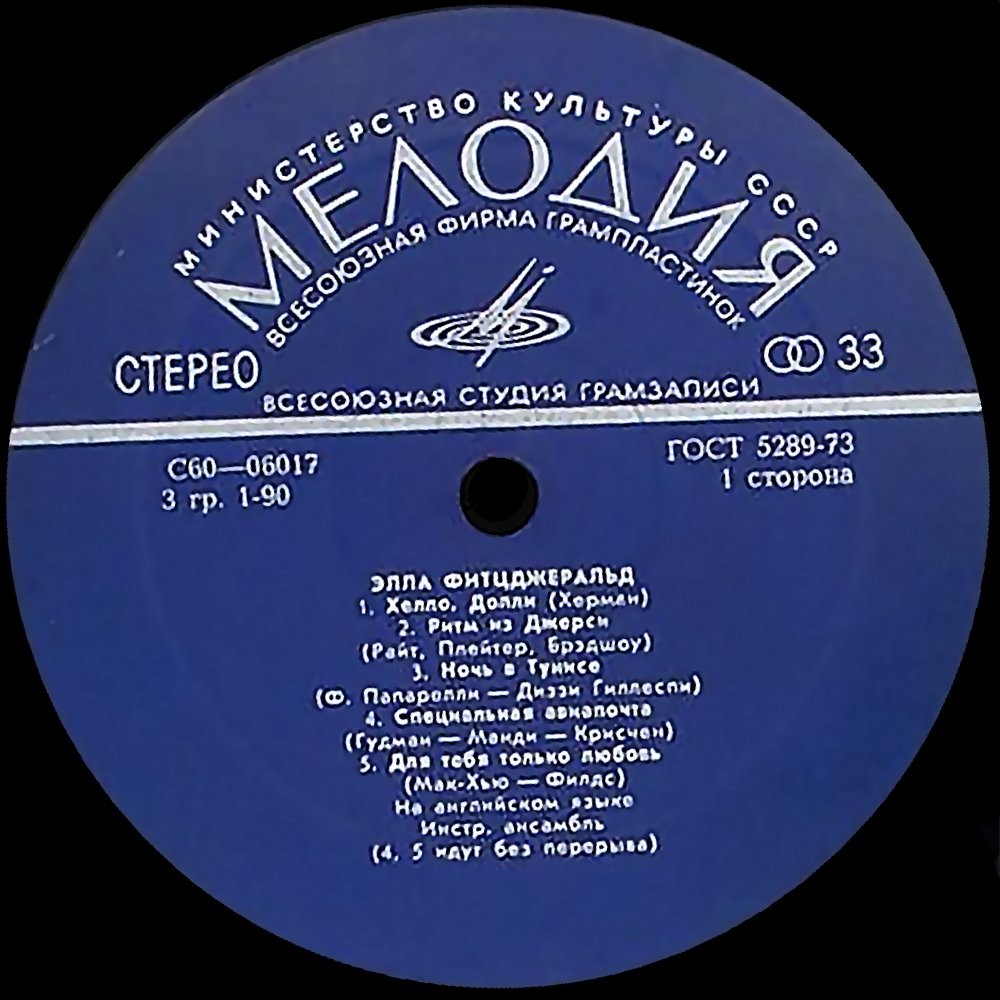 МИНИСТЕРСТВО КУЛЬТУРЫ СССР
МЕЛОДИЯ
ВСЕСОЮЗНАЯ ФИРМА ГРАМПЛАСТИНОК
СТЕРЕО
33
ВСЕСОЮЗНАЯ СТУДИЯ ГРАМЗАПИСИ
С60—06017
ГОСТ 5289-73
3 гр. 1-90
1 сторона
ЭЛЛА ФИТЦДЖЕРАЛЬД
1. Хелло, Долли (Херман)
2. Ритм из Джерси
(Райт, Плейтер, Брэдшоу)
3. Ночь в Тунисе
(Ф. Папаролли — Диззи Гиллеспи)
4. Специальная авиапочта
(Гудман — Манди — Крисчен)
5. Для тебя только любовь
(Мак-Хью — Филдс)
На английском языке
Инстр. ансамбль
(4, 5 идут без перерыва)